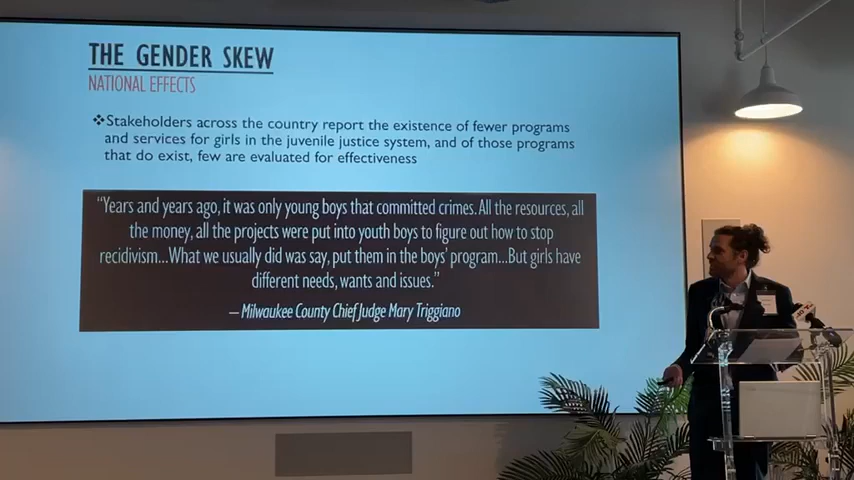 THE GENDER SKEW
NATIONAL EFFECTS
❖Stakeholders across the country report the existence of fewer programs
and services for girls in the juvenile justice system, and of those programs
that do exist, few are evaluated for effectiveness
“Years and years ago, it was only young boys that committed crimes. All the resources, all
the money, all the projects were put into youth boys to figure out how to stop
recidivism...What we usually did was say, put them in the boys' program...But girls have
different needs, wants and issues.”
– Milwaukee County Chief Judge Mary Triggiano